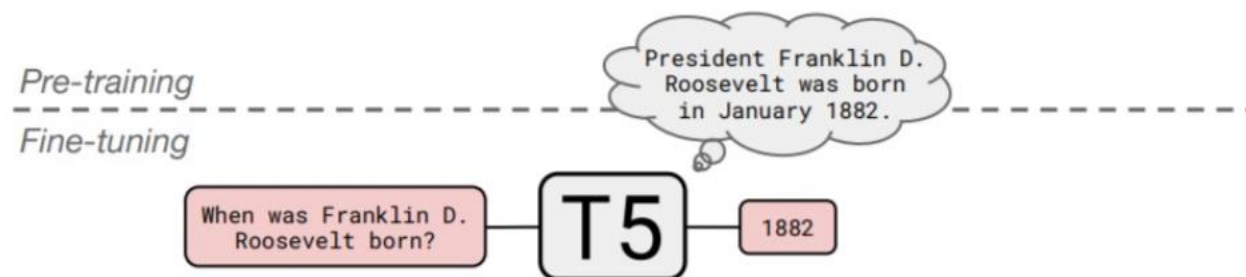 President Franklin D.
Roosevelt was born
in January 1882.
Pre-training
Fine-tuning
When was Franklin D.
Roosevelt born?
T5
1882